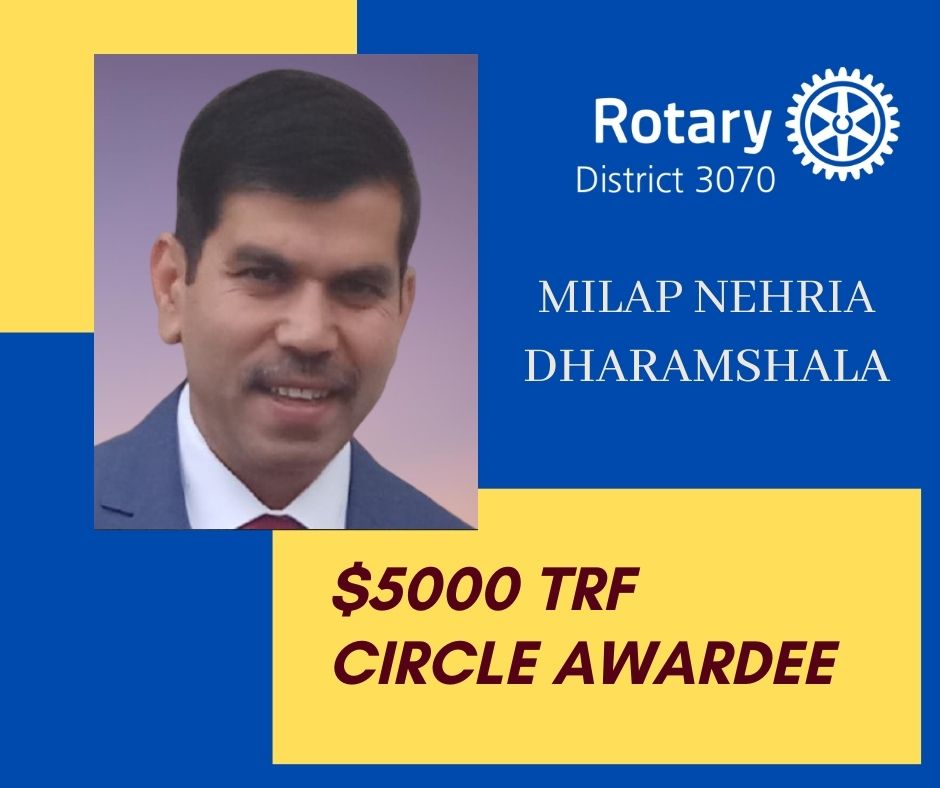 Rotary
District 3070
MILAP NEHRIA
DHARAMSHALA
$5000 TRF
CIRCLE AWARDEE